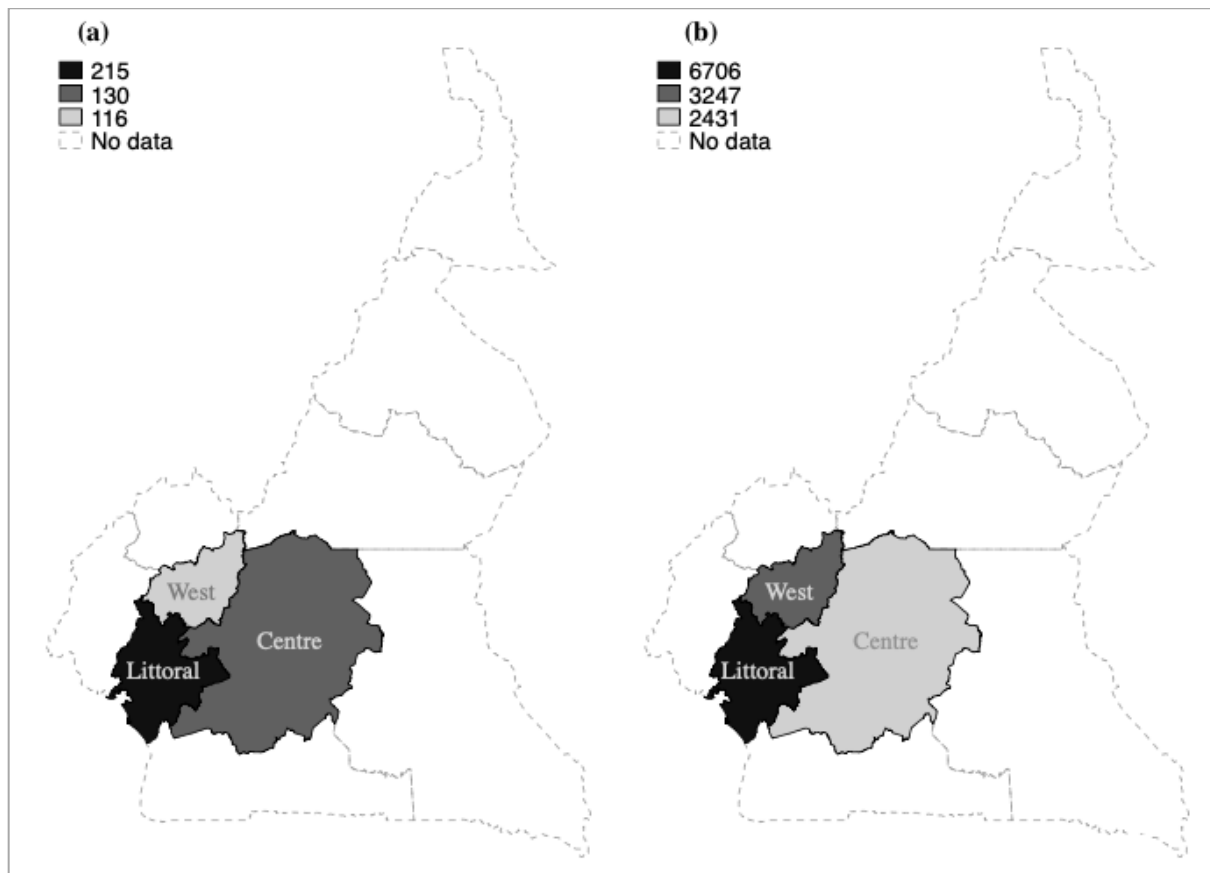 (a)
215
130
116
No data
West
Centre
Littoral
(b)
6706
3247
2431
No data
West
Centre
Littoral